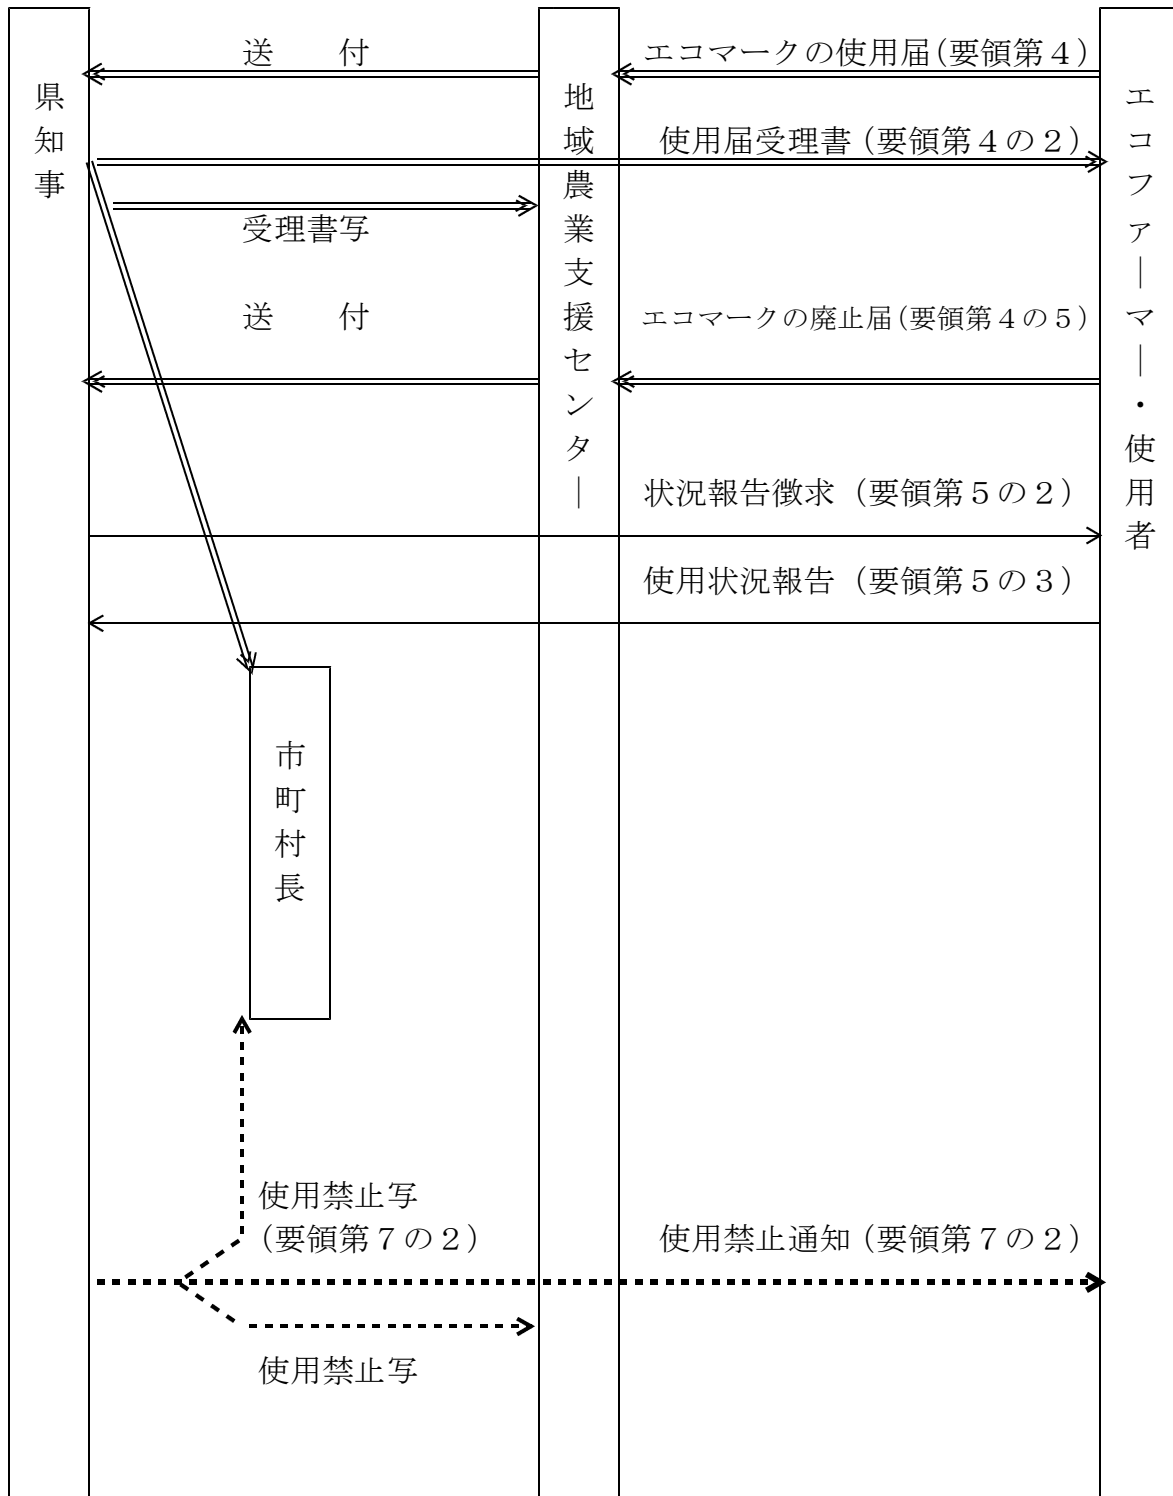 県知事
地域農業支援センタ―
エコファ―マ―・使用者
送　　付
エコマークの使用届（要領第４）
使用届受理書（要領第４の２）
受理書写
送　　付
エコマークの廃止届（要領第４の５）
状況報告徴求（要領第５の２）
使用状況報告（要領第５の３）
市町村長
使用禁止写
（要領第７の２）
使用禁止通知（要領第７の２）
使用禁止写